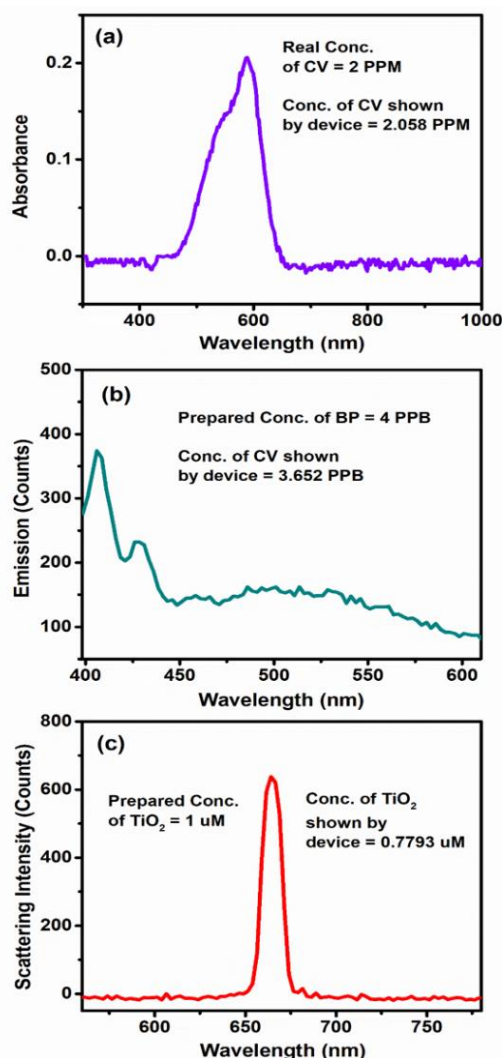 (a)
Real Conc.
of CV = 2 PPM
Conc. of CV shown
by device = 2.058 PPM
Absorbance
0.2
0.1
0.0
400 600 800 1000
Wavelength (nm)
(b)
Prepared Conc. of BP = 4 PPB
Conc. of CV shown
by device = 3.652 PPB
Emission (Counts)
500
400
300
200
100
400 450 500 550 600
Wavelength (nm)
(c)
Prepared Conc.
of TiO₂ = 1 uM
Conc. of TiO₂
shown by
device = 0.7793 uM
Scattering Intensity (Counts)
800
600
400
200
0
600 650 700 750
Wavelength (nm)